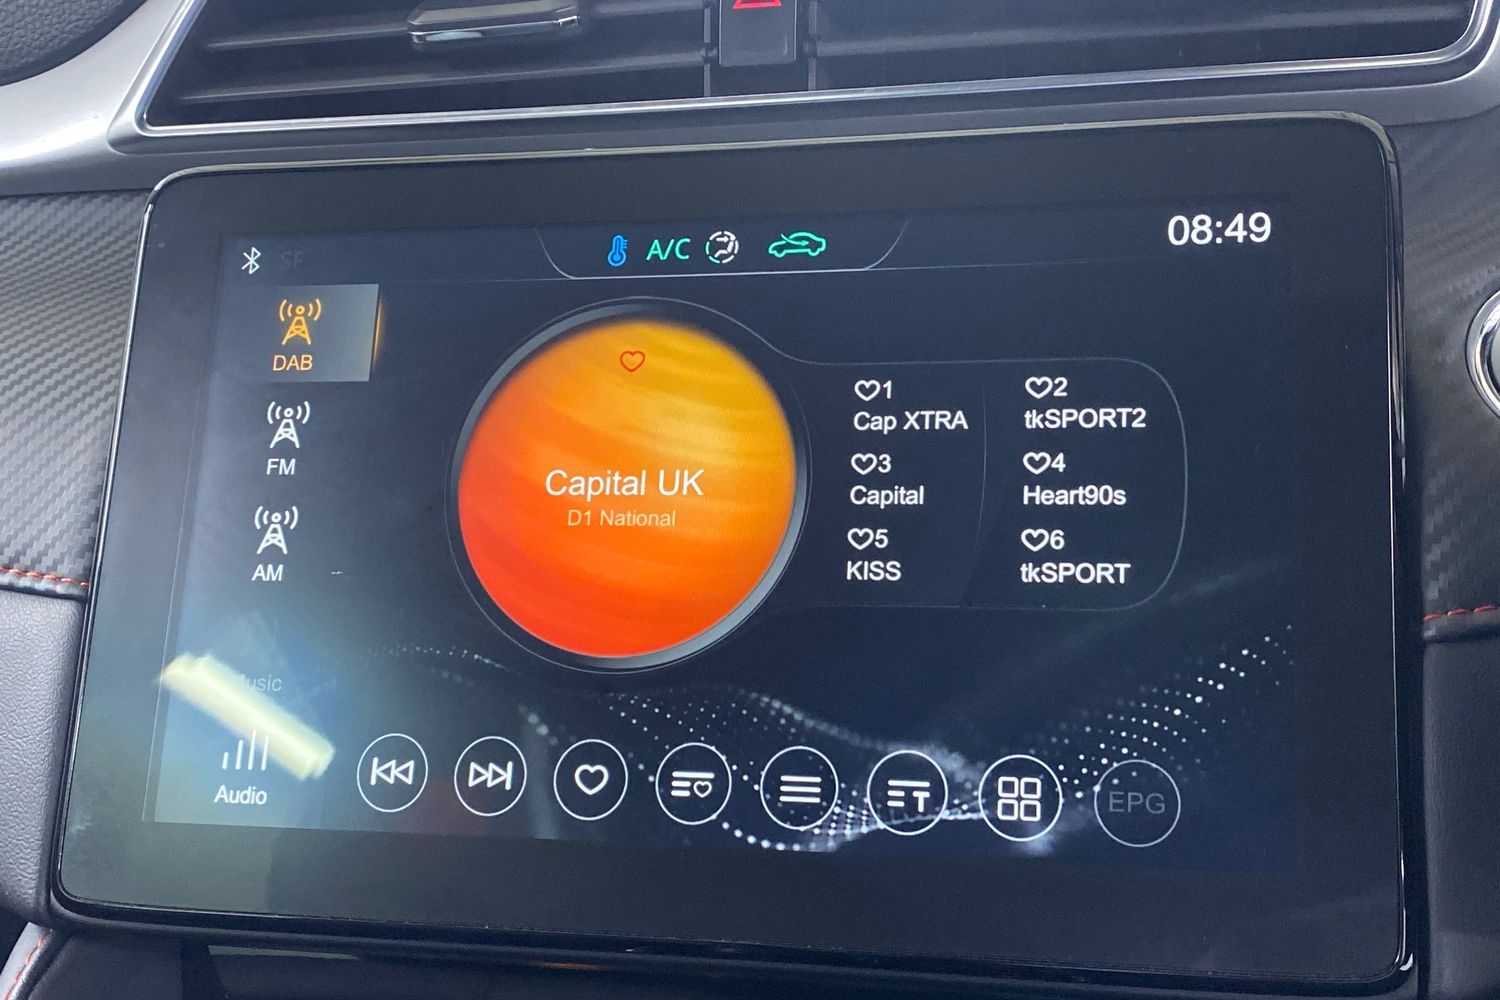 08:49
A/C
DAB
FM
AM
Audio
Capital UK
D1 National
1
Cap XTRA
2
tkSPORT2
3
Capital
4
Heart90s
5
KISS
6
tkSPORT
T
EPG